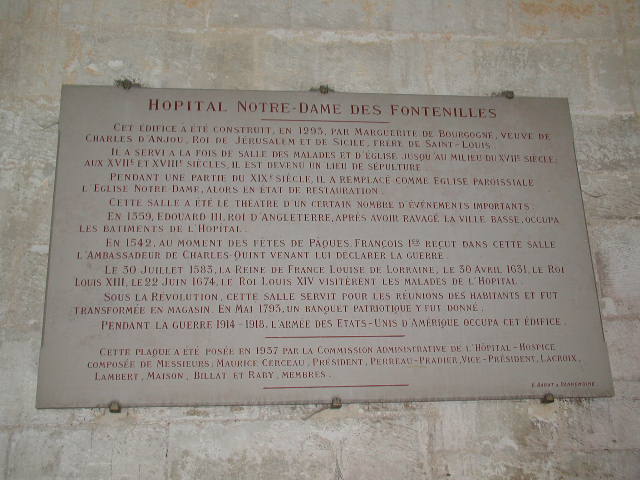 HOPITAL NOTRE-DAME DES FONTENILLES
CET ÉDIFICE A ÉTÉ CONSTRUIT, EN 1293, PAR MARGUERITE DE BOURGOGNE, VEUVE DE
CHARLES D'ANJOU, ROI DE JÉRUSALEM ET DE SICILE, FRÈRE DE SAINT-LOUIS.
IL A SERVI A LA FOIS DE SALLE DES MALADES ET D'ÉGLISE JUSQU'AU MILIEU DU XVIIE SIÈCLE;
AUX XVIIE ET XVIIIE SIÈCLES, IL EST DEVENU UN LIEU DE SÉPULTURE.
PENDANT UNE PARTIE DU XIXE SIÈCLE, IL A REMPLACÉ COMME EGLISE PAROISSIALE
L'EGLISE NOTRE-DAME, ALORS EN ÉTAT DE RESTAURATION.
CETTE SALLE A ÉTÉ LE THÉATRE D'UN CERTAIN NOMBRE D'ÉVÉNEMENTS IMPORTANTS:
EN 1359, EDOUARD III, ROI D'ANGLETERRE, APRÈS AVOIR RAVAGÉ LA VILLE BASSE, OCCUPA
LES BÂTIMENTS DE L'HOPITAL.
EN 1542, AU MOMENT DES FÊTES DE PÂQUES, FRANÇOIS IER REÇUT DANS CETTE SALLE
L'AMBASSADEUR DE CHARLES-QUINT VENANT LUI DÉCLARER LA GUERRE.
LE 30 JUILLET 1583, LA REINE DE FRANCE LOUISE DE LORRAINE, LE 30 AVRIL 1631, LE ROI
LOUIS XIII, LE 22 JUIN 1674, LE ROI LOUIS XIV VISITÈRENT LES MALADES DE L'HOPITAL.
SOUS LA RÉVOLUTION, CETTE SALLE SERVIT POUR LES RÉUNIONS DES HABITANTS ET FUT
TRANSFORMÉE EN MAGASIN. EN MAI 1793, UN BANQUET PATRIOTIQUE Y FUT DONNÉ.
PENDANT LA GUERRE 1914-1918, L'ARMÉE DES ETATS-UNIS D'AMÉRIQUE OCCUPA CET ÉDIFICE.
CETTE PLAQUE A ÉTÉ POSÉE EN 1937 PAR LA COMMISSION ADMINISTRATIVE DE L'HÔPITAL-HOSPICE
COMPOSÉE DE MESSIEURS: MAURICE CERCEAU, PRÉSIDENT, PERREAU-PRADIER, VICE-PRÉSIDENT, LACROIX,
LAMBERT, MAISON, BILLAT ET RABY, MEMBRES.